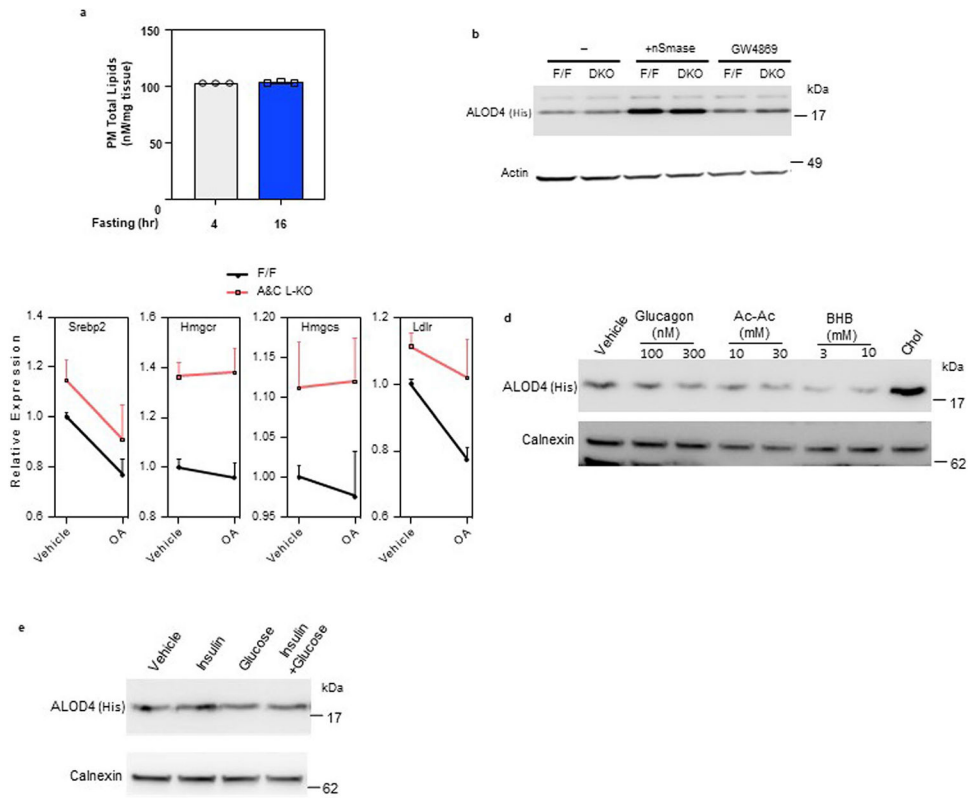 a
150
100
50
0
PM Total Lipids
(nM/mg tissue)
Fasting (hr)
4
16
b
–
+nSmase
GW4869
F/F
DKO
F/F
DKO
F/F
DKO
kDa
ALOD4 (His)
17
49
Actin
F/F
A&C L-KO
Relative Expression
1.4
1.2
1.0
0.8
0.6
Srebp2
Vehicle
OA
1.6
1.4
1.2
1.0
0.8
Hmgcr
Vehicle
OA
1.20
1.15
1.10
1.05
1.00
0.95
Hmgcs
Vehicle
OA
1.2
1.0
0.8
0.6
Ldlr
Vehicle
OA
d
Vehicle
Glucagon
(nM)
100
300
Ac-Ac
(mM)
10
30
BHB
(mM)
3
10
Chol
kDa
ALOD4 (His)
17
Calnexin
62
e
Vehicle
Insulin
Glucose
Insulin
+Glucose
kDa
ALOD4 (His)
17
Calnexin
62